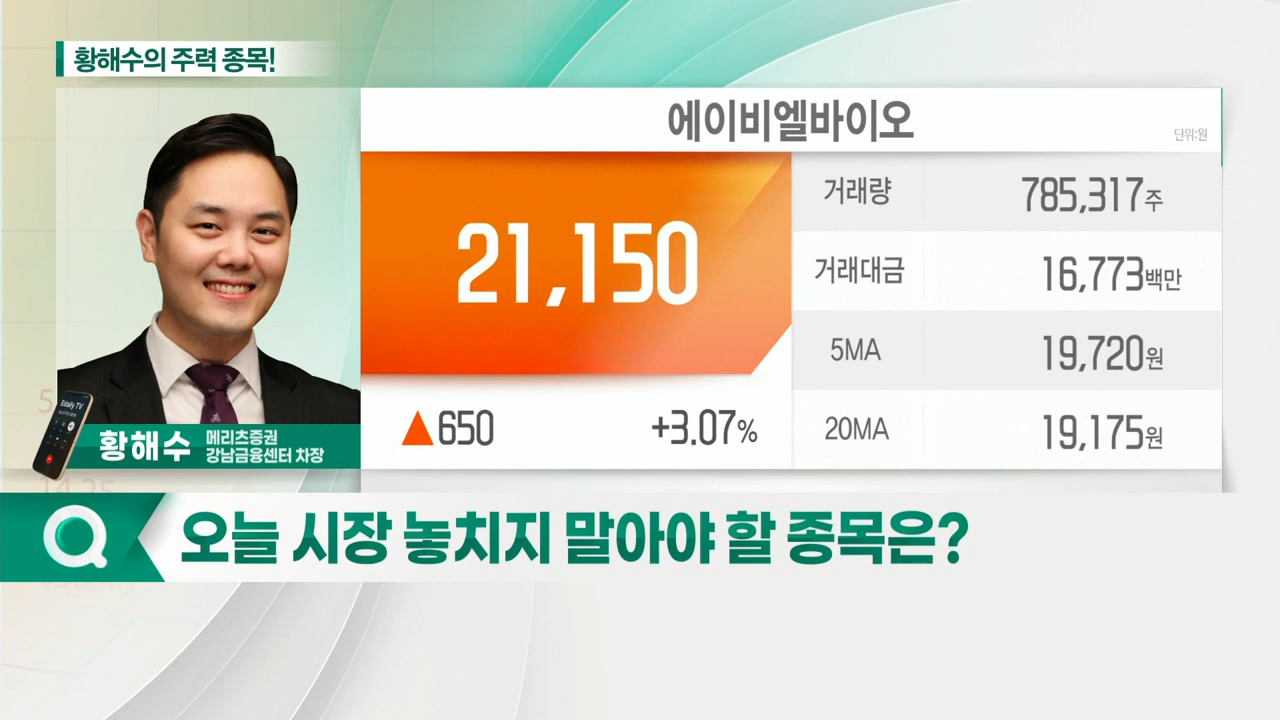 황해수의 주력 종목!
에이비엘바이오
단위:원
21,150
▲650 +3.07%
거래량 785,317주
거래대금 16,773백만
5MA 19,720원
20MA 19,175원
Edaily TV
황해수 메리츠증권
강남금융센터 차장
Q 오늘 시장 놓치지 말아야 할 종목은?